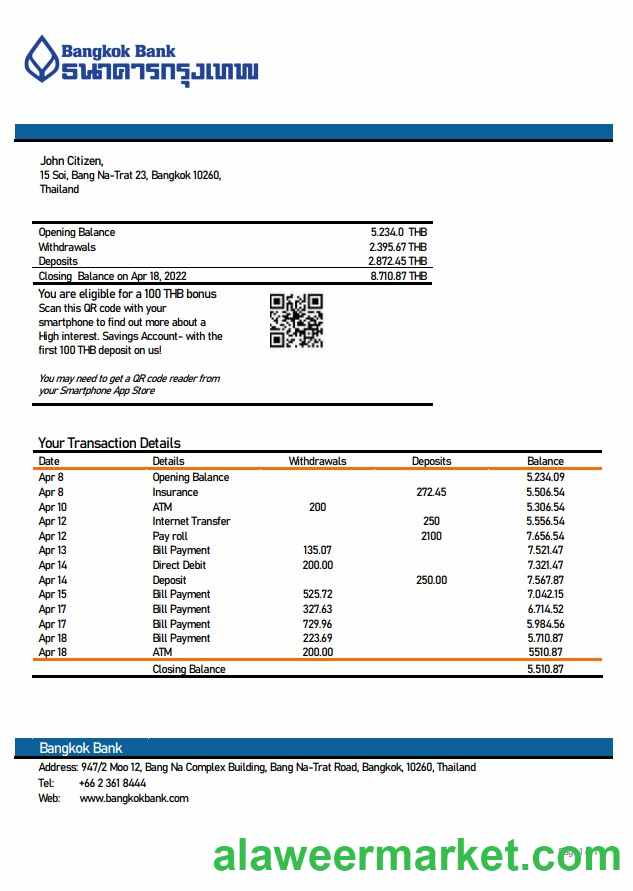 Bangkok Bank
ธนาคารกรุงเทพ
John Citizen,
15 Soi, Bang Na-Trat 23, Bangkok 10260,
Thailand
Opening Balance 5.234.0 THB
Withdrawals 2.395.67 THB
Deposits 2.872.45 THB
Closing Balance on Apr 18, 2022 8.710.87 THB
You are eligible for a 100 THB bonus
Scan this QR code with your
smartphone to find out more about a
High interest. Savings Account- with the
first 100 THB deposit on us!
You may need to get a QR code reader from
your Smartphone App Store
Your Transaction Details
Date Details Withdrawals Deposits Balance
Apr 8 Opening Balance 5.234.09
Apr 8 Insurance 272.45 5.506.54
Apr 10 ATM 200 5.306.54
Apr 12 Internet Transfer 250 5.556.54
Apr 12 Pay roll 2100 7.656.54
Apr 13 Bill Payment 135.07 7.521.47
Apr 14 Direct Debit 200.00 7.321.47
Apr 14 Deposit 250.00 7.567.87
Apr 15 Bill Payment 525.72 7.042.15
Apr 17 Bill Payment 327.63 6.714.52
Apr 17 Bill Payment 729.96 5.984.56
Apr 18 Bill Payment 223.69 5.710.87
Apr 18 ATM 200.00 5510.87
Closing Balance 5.510.87
Bangkok Bank
Address: 947/2 Moo 12, Bang Na Complex Building, Bang Na-Trat Road, Bangkok, 10260, Thailand
Tel: +66 2 361 8444
Web: www.bangkokbank.com
alaweermarket.com